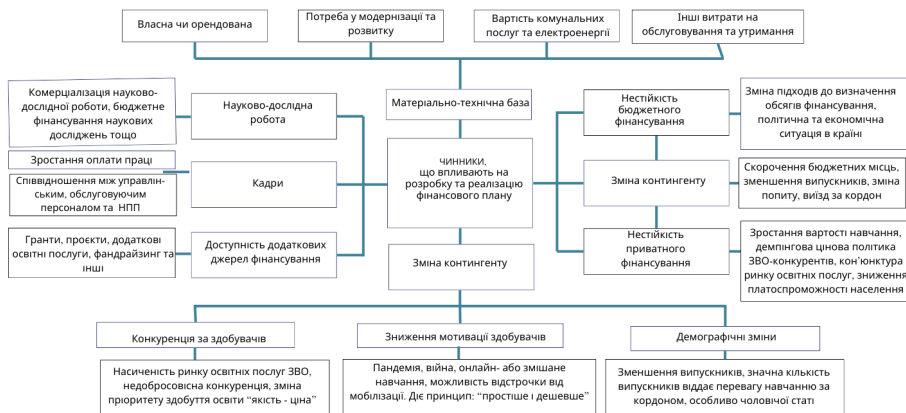 Власна чи орендована
Потреба у модернізації та
розвитку
Вартість комунальних
послуг та електроенергії
Інші витрати на
обслуговування та утримання
Матеріально-технічна база
Комерціалізація науково-
дослідної роботи, бюджетне
фінансування наукових
досліджень тощо
Науково-дослідна
робота
Зростання оплати праці
Співвідношення між управлін-
ським, обслуговуючим
персоналом та НПП
Кадри
Гранти, проєкти, додаткові
освітні послуги, фандрайзинг та
інші
Доступність додаткових
джерел фінансування
ЧИННИКИ,
що впливають на
розробку та реалізацію
фінансового плану
Зміна контингенту
Нестійкість
бюджетного
фінансування
Зміна підходів до визначення
обсягів фінансування,
політична та економічна
ситуація в країні
Зміна контингенту
Скорочення бюджетних місць,
зменшення випускників, зміна
попиту, виїзд за кордон
Нестійкість
приватного
фінансування
Зростання вартості навчання,
демпінгова цінова політика
ЗВО-конкурентів, кон’юнктура
ринку освітніх послуг, зниження
платоспроможності населення
Конкуренція за здобувачів
Насиченість ринку освітніх послуг ЗВО,
недобросовісна конкуренція, зміна
пріоритету здобуття освіти “якість - ціна”
Зниження мотивації здобувачів
Пандемія, війна, онлайн- або змішане
навчання, можливість відстрочки від
мобілізації. Діє принцип: “простіше і дешевше”
Демографічні зміни
Зменшення випускників, значна кількість
випускників віддає перевагу навчанню за
кордоном, особливо чоловічої статі